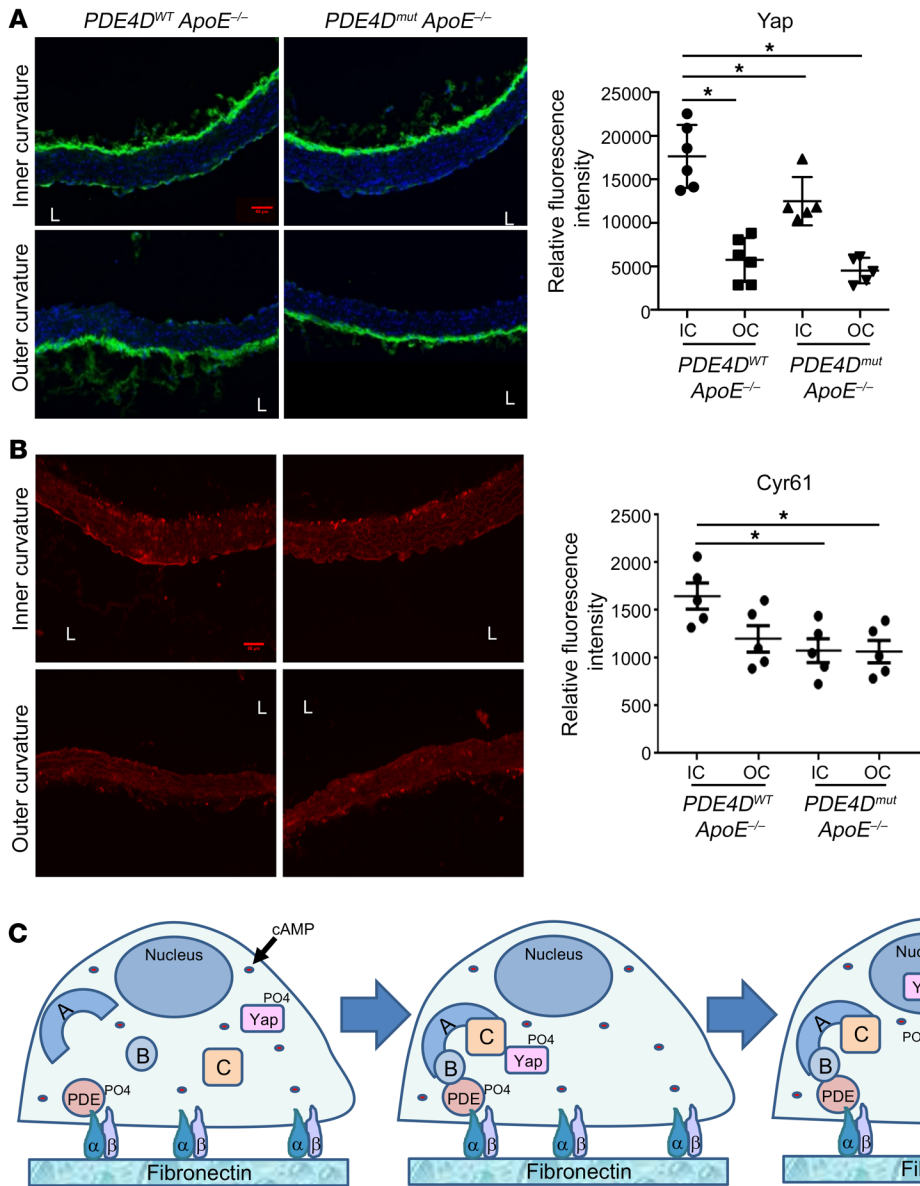 A
PDE4D^WT ApoE^–/–
PDE4D^mut ApoE^–/–
Inner curvature
L
L
Outer curvature
L
L
Yap
*
*
*
Relative fluorescence
intensity
25000
20000
15000
10000
5000
0
IC OC IC OC
PDE4D^WT PDE4D^mut
ApoE^–/– ApoE^–/–
B
Inner curvature
L
L
Outer curvature
L
L
Cyr61
*
*
Relative fluorescence
intensity
2500
2000
1500
1000
500
0
IC OC IC OC
PDE4D^WT PDE4D^mut
ApoE^–/– ApoE^–/–
C
cAMP
Nucleus
A
PO4
Yap
B
C
PDE PO4
α β α β α β
Fibronectin
Nucleus
A
C
PO4
Yap
B
PDE PO4
α β α β α β
Fibronectin
Nuc
Y
A
C
PO
B
PDE
α β α β
Fi